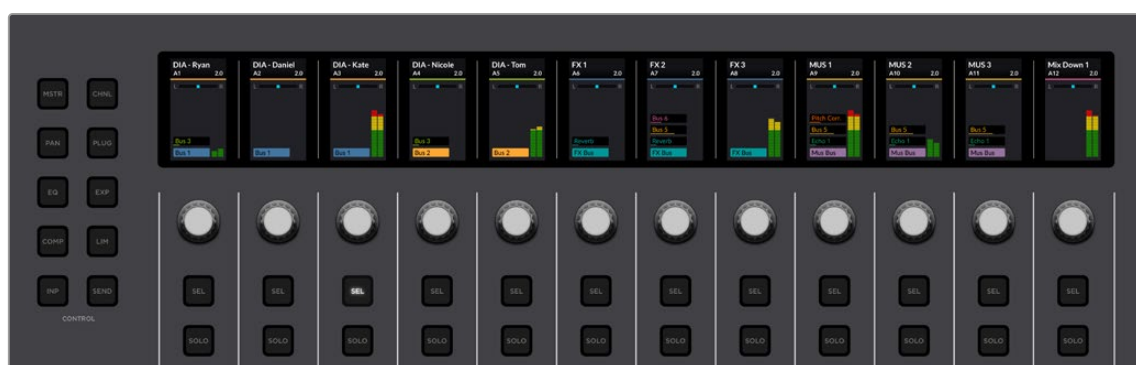 DIA - Ryan DIA - Daniel DIA - Kate DIA - Nicole DIA - Tom FX 1 FX 2 FX 3 MUS 1 MUS 2 MUS 3 Mix Down 1
A1 2.0 A2 2.0 A3 2.0 A4 2.0 A5 2.0 A6 2.0 A7 2.0 A8 2.0 A9 2.0 A10 2.0 A11 2.0 A12 2.0
L R L R L R L R L R L R L R L R L R L R L R L R
MSTR CHNL
Bus 6 Pitch Corr
Bus 5 Bus 5 Bus 5 Bus 5
PAN PLUG
Bus 3 Bus 3 Reverb Reverb Echo 1 Echo 1 Echo 1
Bus 1 Bus 1 Bus 1 Bus 2 Bus 2 FX Bus FX Bus FX Bus Mus Bus Mus Bus Mus Bus
EQ EXP
COMP LIM
INP SEND SEL SEL SEL SEL SEL SEL SEL SEL SEL SEL SEL SEL
CONTROL
SOLO SOLO SOLO SOLO SOLO SOLO SOLO SOLO SOLO SOLO SOLO SOLO